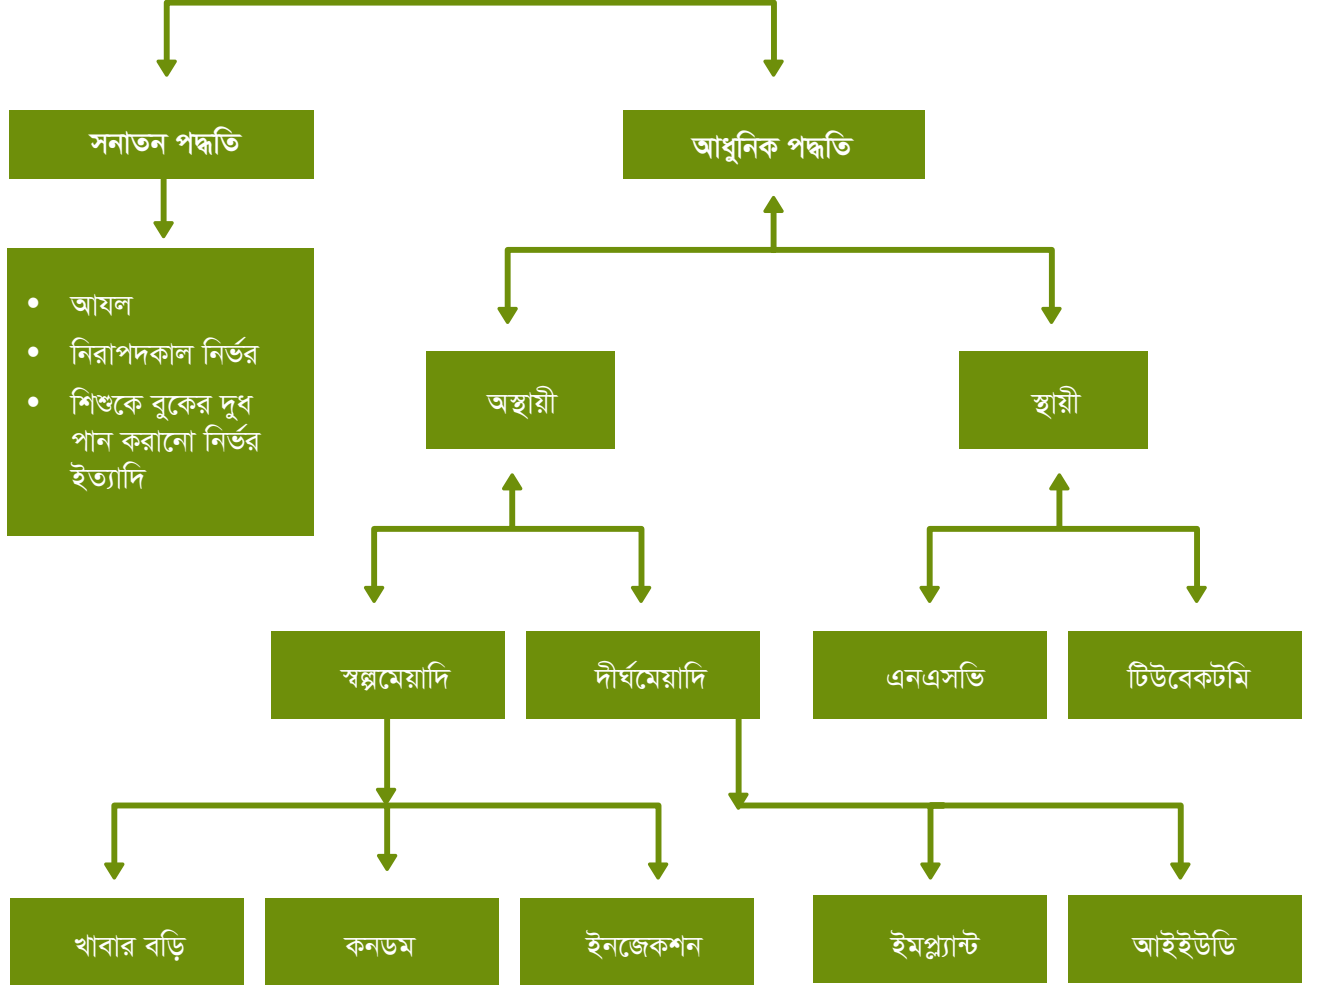 সনাতন পদ্ধতি
আধুনিক পদ্ধতি
• আযল
• নিরাপদকাল নির্ভর
• শিশুকে বুকের দুধ
পান করানো নির্ভর
ইত্যাদি
অস্থায়ী
স্থায়ী
স্বল্পমেয়াদি
দীর্ঘমেয়াদি
এনএসভি
টিউবেকটমি
খাবার বড়ি
কনডম
ইনজেকশন
ইমপ্ল্যান্ট
আইইউডি